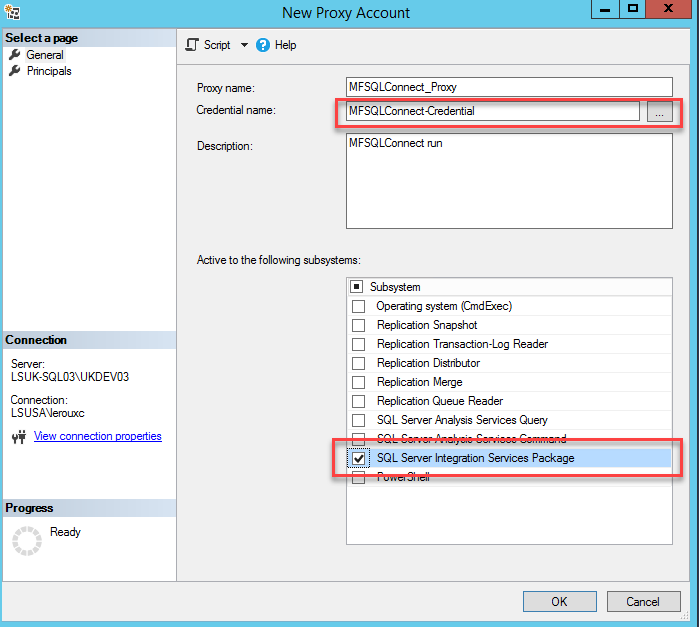 New Proxy Account
Select a page
General
Principals
Script
Help
Proxy name:
MFSQLConnect_Proxy
Credential name:
MFSQLConnect-Credential
...
Description:
MFSQLConnect run
Active to the following subsystems:
Subsystem
Operating system (CmdExec)
Replication Snapshot
Replication Transaction-Log Reader
Replication Distributor
Replication Merge
Replication Queue Reader
SQL Server Analysis Services Query
SQL Server Analysis Services Command
SQL Server Integration Services Package
PowerShell
Connection
Server:
LSUK-SQL03\UKDEV03
Connection:
LSUSA\lerouxc
View connection properties
Progress
Ready
OK
Cancel